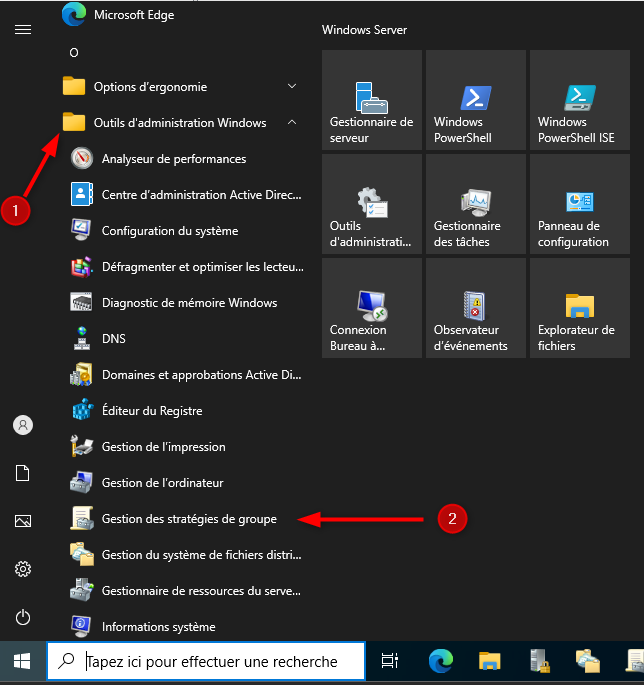 Microsoft Edge
O
Options d'ergonomie
Outils d'administration Windows
1
Analyseur de performances
Centre d'administration Active Direc...
Configuration du système
Défragmenter et optimiser les lecteu...
Diagnostic de mémoire Windows
DNS
Domaines et approbations Active Di...
Éditeur du Registre
Gestion de l'impression
Gestion de l'ordinateur
Gestion des stratégies de groupe
2
Gestion du système de fichiers distri...
Gestionnaire de ressources du serve...
Informations système
Windows Server
Gestionnaire de
serveur
Windows
PowerShell
Windows
PowerShell ISE
Outils
d'administrati...
Gestionnaire
des tâches
Panneau de
configuration
Connexion
Bureau à...
Observateur
d'événements
Explorateur de
fichiers
Tapez ici pour effectuer une recherche